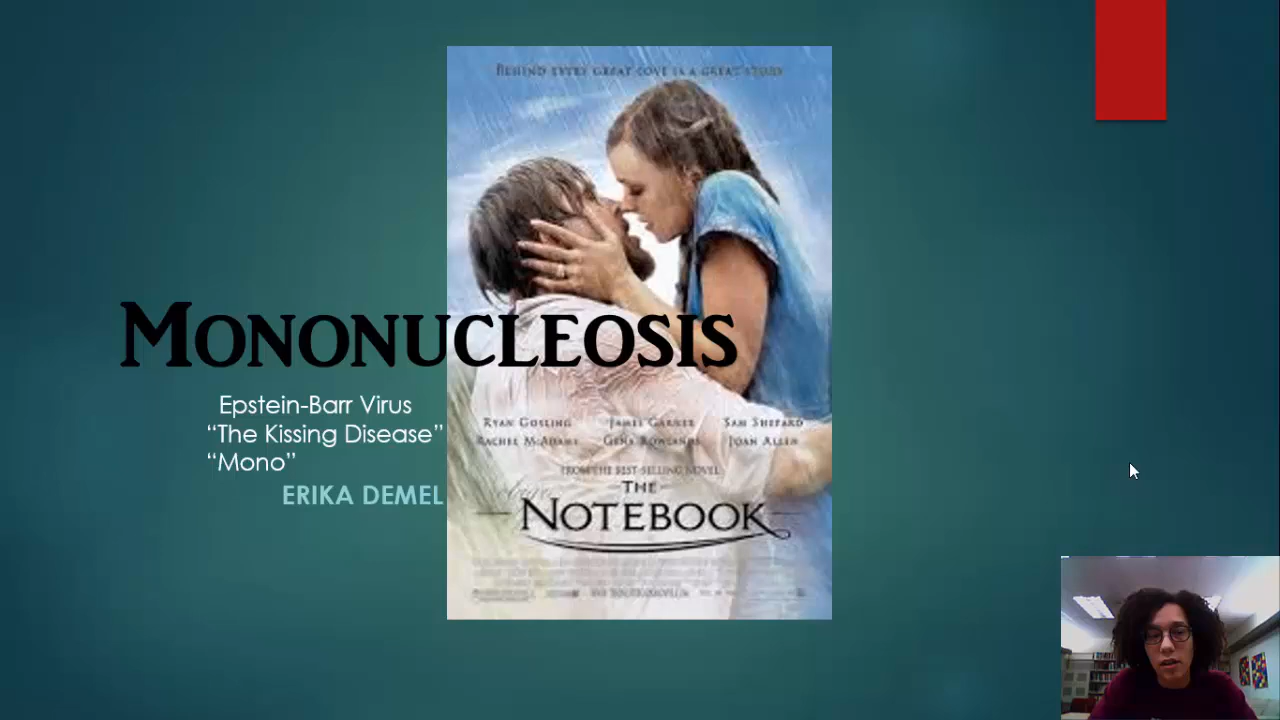 BEHIND EVERY GREAT LOVE IS A GREAT STORY
MONONUCLEOSIS
Epstein-Barr Virus
“The Kissing Disease”
“Mono”
ERIKA DEMEL
RYAN GOSLING JAMES GARNER SAM SHEPARD
RACHEL MCADAMS GENA ROWLANDS JOAN ALLEN
FROM THE BEST-SELLING NOVEL
THE
NOTEBOOK